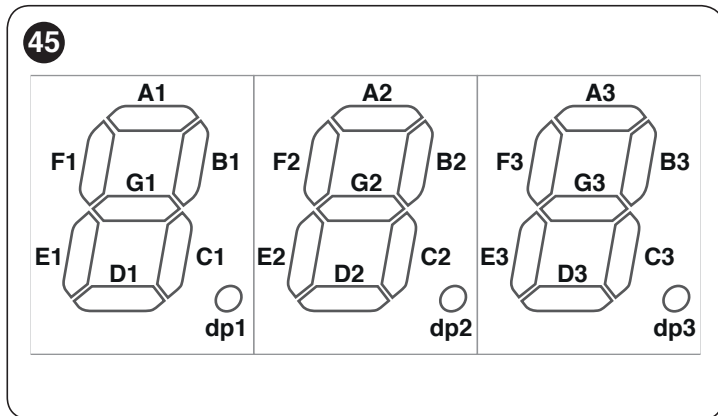 45
A1 A2 A3
F1 B1 F2 B2 F3 B3
G1 G2 G3
E1 C1 E2 C2 E3 C3
D1 D2 D3
dp1 dp2 dp3